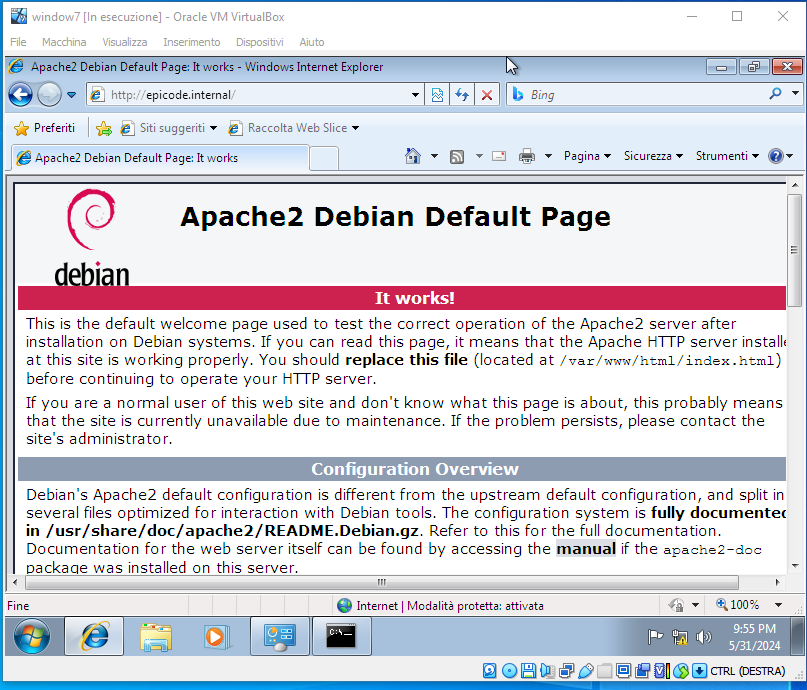 window7 [In esecuzione] - Oracle VM VirtualBox
File Macchina Visualizza Inserimento Dispositivi Aiuto
Apache2 Debian Default Page: It works - Windows Internet Explorer
http://epicode.internal/
Bing
Preferiti Siti suggeriti Raccolta Web Slice
Apache2 Debian Default Page: It works
Pagina Sicurezza Strumenti
debian
Apache2 Debian Default Page
It works!
This is the default welcome page used to test the correct operation of the Apache2 server after
installation on Debian systems. If you can read this page, it means that the Apache HTTP server installe
at this site is working properly. You should replace this file (located at /var/www/html/index.html)
before continuing to operate your HTTP server.
If you are a normal user of this web site and don't know what this page is about, this probably means
that the site is currently unavailable due to maintenance. If the problem persists, please contact the
site's administrator.
Configuration Overview
Debian's Apache2 default configuration is different from the upstream default configuration, and split in
several files optimized for interaction with Debian tools. The configuration system is fully documented
in /usr/share/doc/apache2/README.Debian.gz. Refer to this for the full documentation.
Documentation for the web server itself can be found by accessing the manual if the apache2-doc
package was installed on this server.
Fine
Internet | Modalità protetta: attivata
100%
C:\.
9:55 PM
5/31/2024
CTRL (DESTRA)